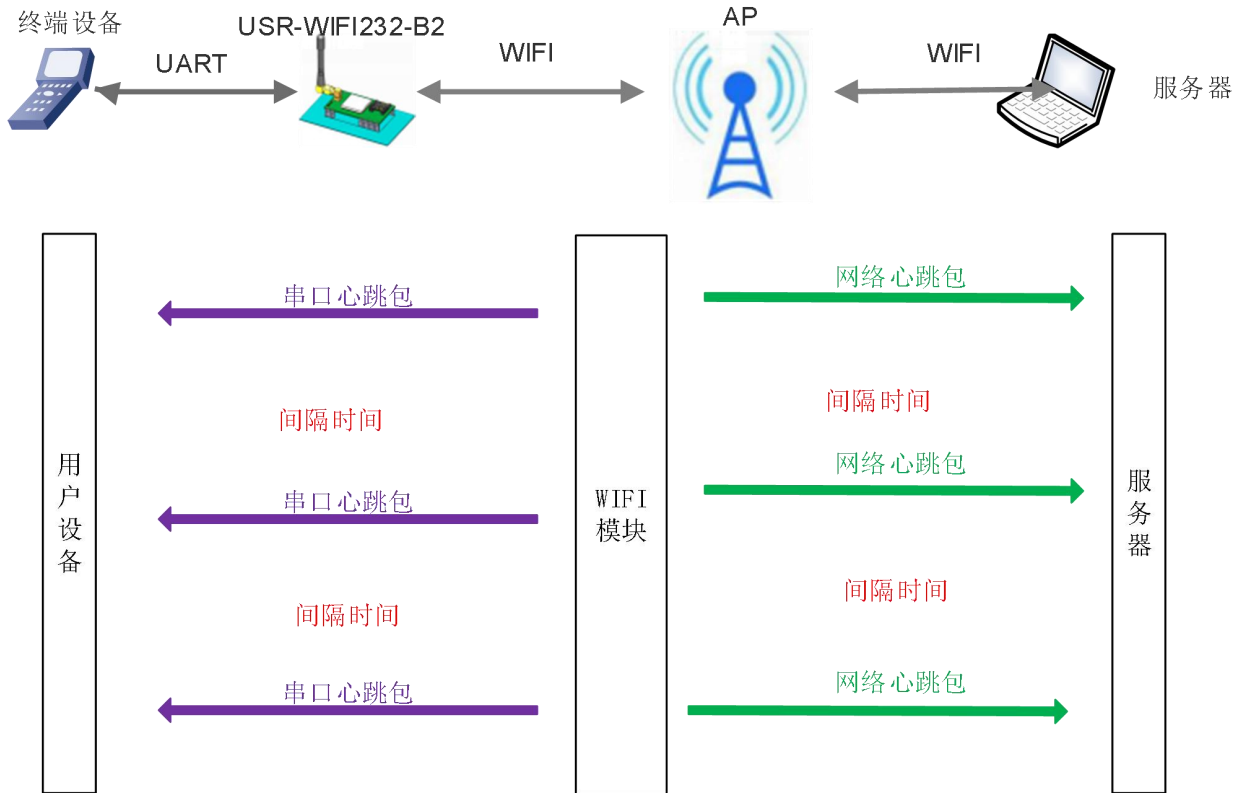 终端设备
USR-WIFI232-B2
AP
UART
WIFI
WIFI
服务器
串口心跳包
网络心跳包
间隔时间
间隔时间
用户设备
串口心跳包
WIFI
模块
网络心跳包
服务器
间隔时间
间隔时间
串口心跳包
网络心跳包